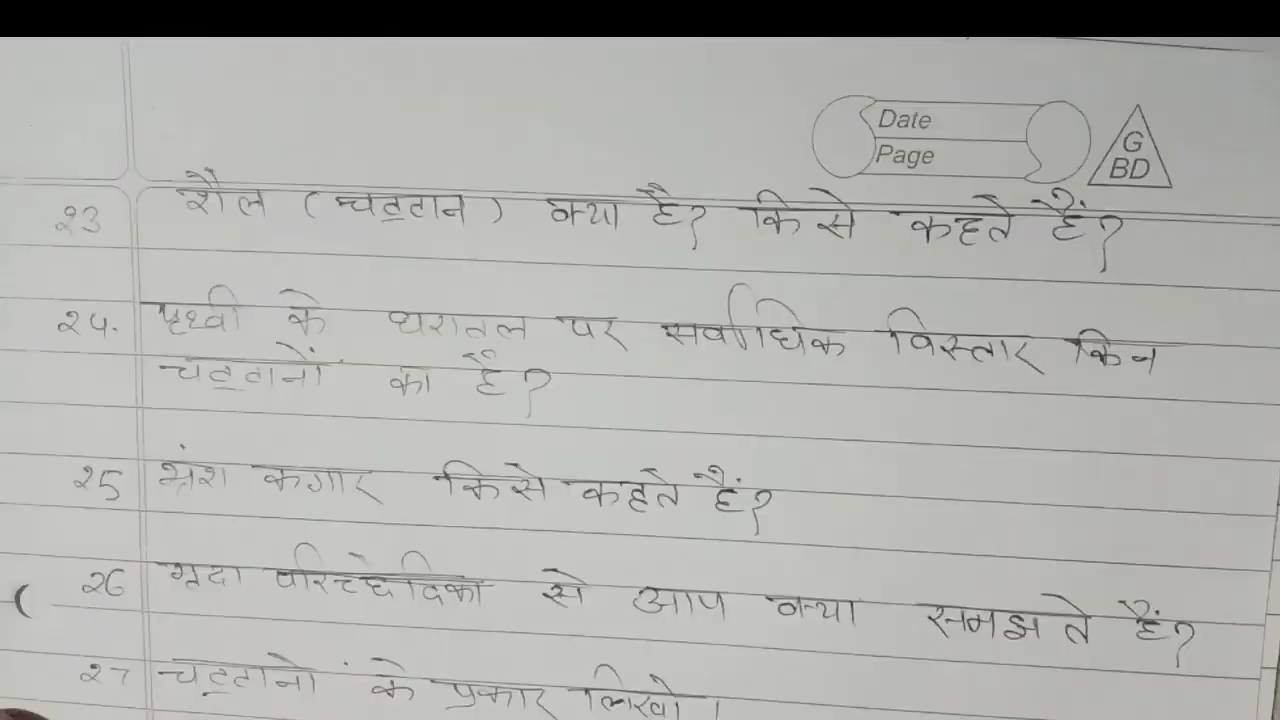 Date
Page
G
BD
23 शैल (चट्टान) क्या है? किसे कहते हैं?
24. पृथ्वी के धरातल पर सर्वाधिक विस्तार किन
चट्टानों का है?
25 भ्रंश कगार किसे कहते हैं?
26 मृदा परिच्छेदिका से आप क्या समझते हैं?
27 चट्टानों के प्रकार लिखो।